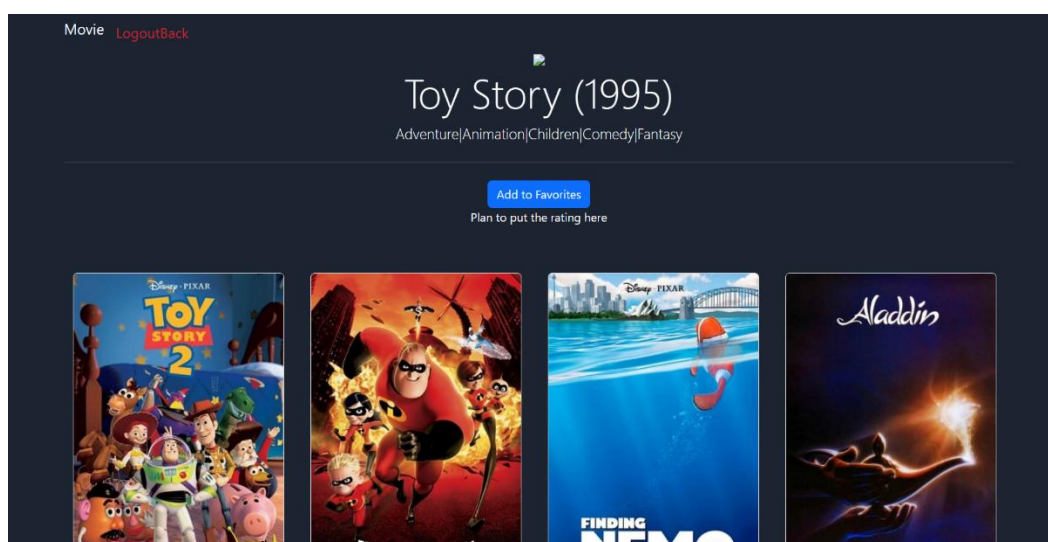 Movie LogoutBack
Toy Story (1995)
Adventure|Animation|Children|Comedy|Fantasy
Add to Favorites
Plan to put the rating here
Disney · PIXAR
TOY
STORY
2
Disney · PIXAR
FINDING
NEMO
Aladdin